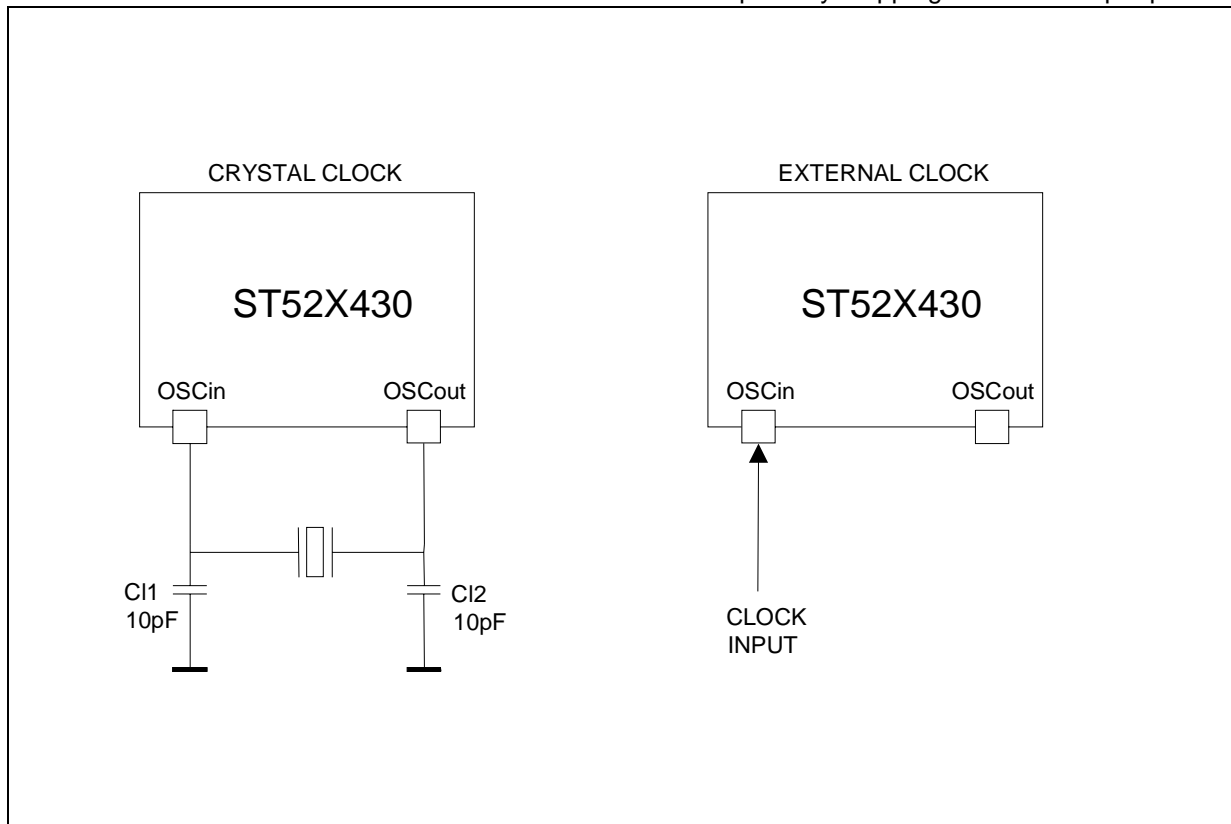 CRYSTAL CLOCK
ST52X430
OSCin
OSCout
Cl1
10pF
Cl2
10pF
EXTERNAL CLOCK
ST52X430
OSCin
OSCout
CLOCK
INPUT